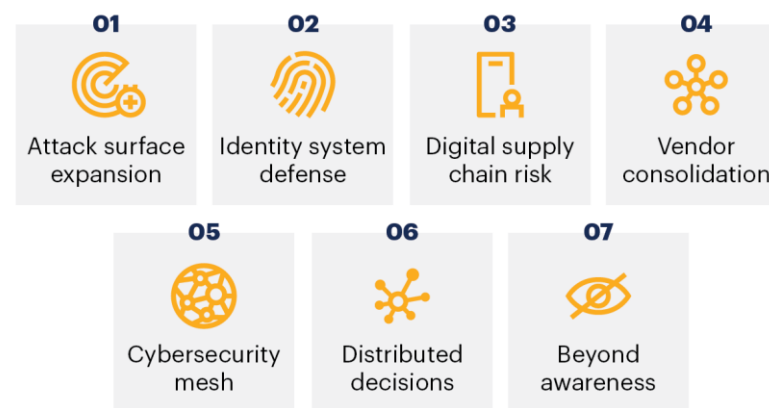 01
Attack surface
expansion
02
Identity system
defense
03
Digital supply
chain risk
04
Vendor
consolidation
05
Cybersecurity
mesh
06
Distributed
decisions
07
Beyond
awareness